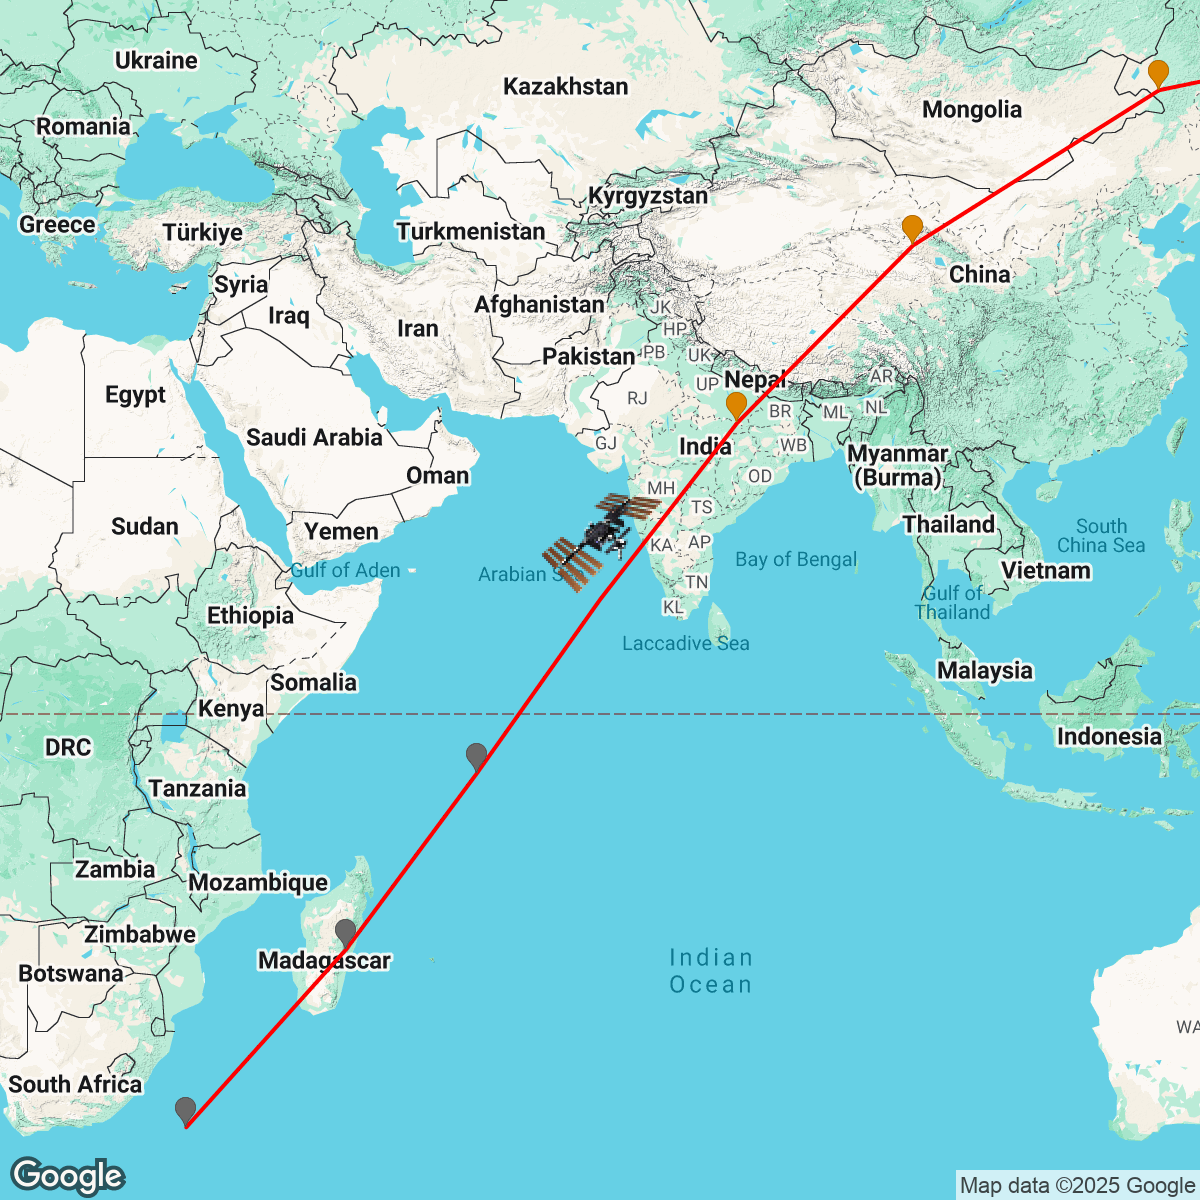 Ukraine
Kazakhstan
Mongolia
Romania
Kyrgyzstan
Greece
Türkiye
Turkmenistan
China
Syria
Afghanistan
JK
Iraq
Iran
HP
Pakistan
PB
UK
Nepal
AR
Egypt
UP
RJ
BR
ML
NL
Saudi Arabia
GJ
India
WB
Myanmar
(Burma)
Oman
MH
OD
TS
Sudan
Yemen
Thailand
South
China Sea
KA
AP
Bay of Bengal
Gulf of Aden
Arabian Sea
TN
Vietnam
Gulf of
Thailand
Ethiopia
KL
Laccadive Sea
Malaysia
Somalia
Kenya
DRC
Indonesia
Tanzania
Zambia
Mozambique
Zimbabwe
Madagascar
Indian
Ocean
Botswana
WA
South Africa
Google
Map data ©2025 Google